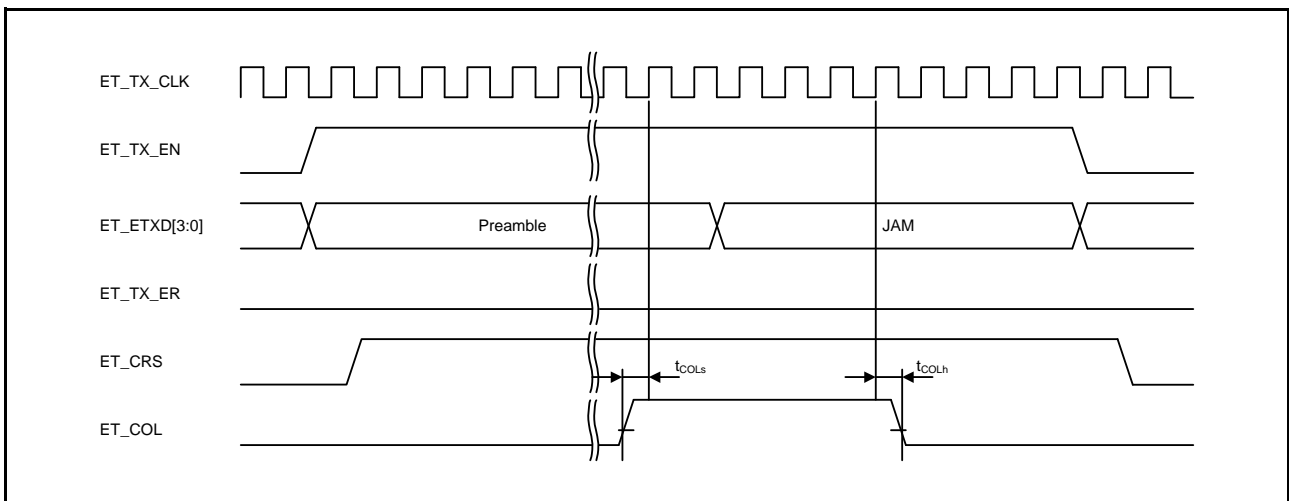 ET_TX_CLK
ET_TX_EN
ET_ETXD[3:0]
Preamble
JAM
ET_TX_ER
ET_CRS
tCOLs
tCOLh
ET_COL